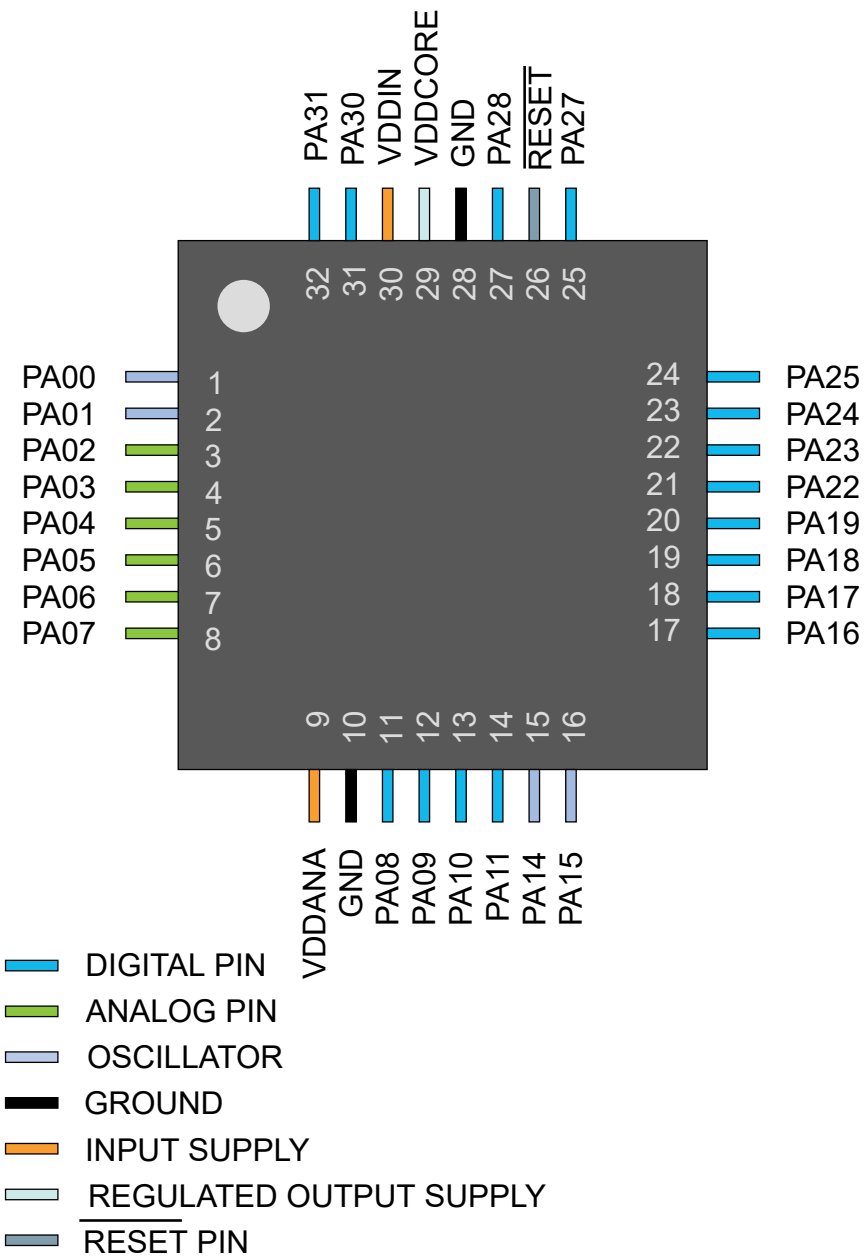 PA31
PA30
VDDIN
VDDCORE
GND
PA28
RESET
PA27
32
31
30
29
28
27
26
25
PA00 1
PA01 2
PA02 3
PA03 4
PA04 5
PA05 6
PA06 7
PA07 8
24 PA25
23 PA24
22 PA23
21 PA22
20 PA19
19 PA18
18 PA17
17 PA16
9
10
11
12
13
14
15
16
VDDANA
GND
PA08
PA09
PA10
PA11
PA14
PA15
DIGITAL PIN
ANALOG PIN
OSCILLATOR
GROUND
INPUT SUPPLY
REGULATED OUTPUT SUPPLY
RESET PIN